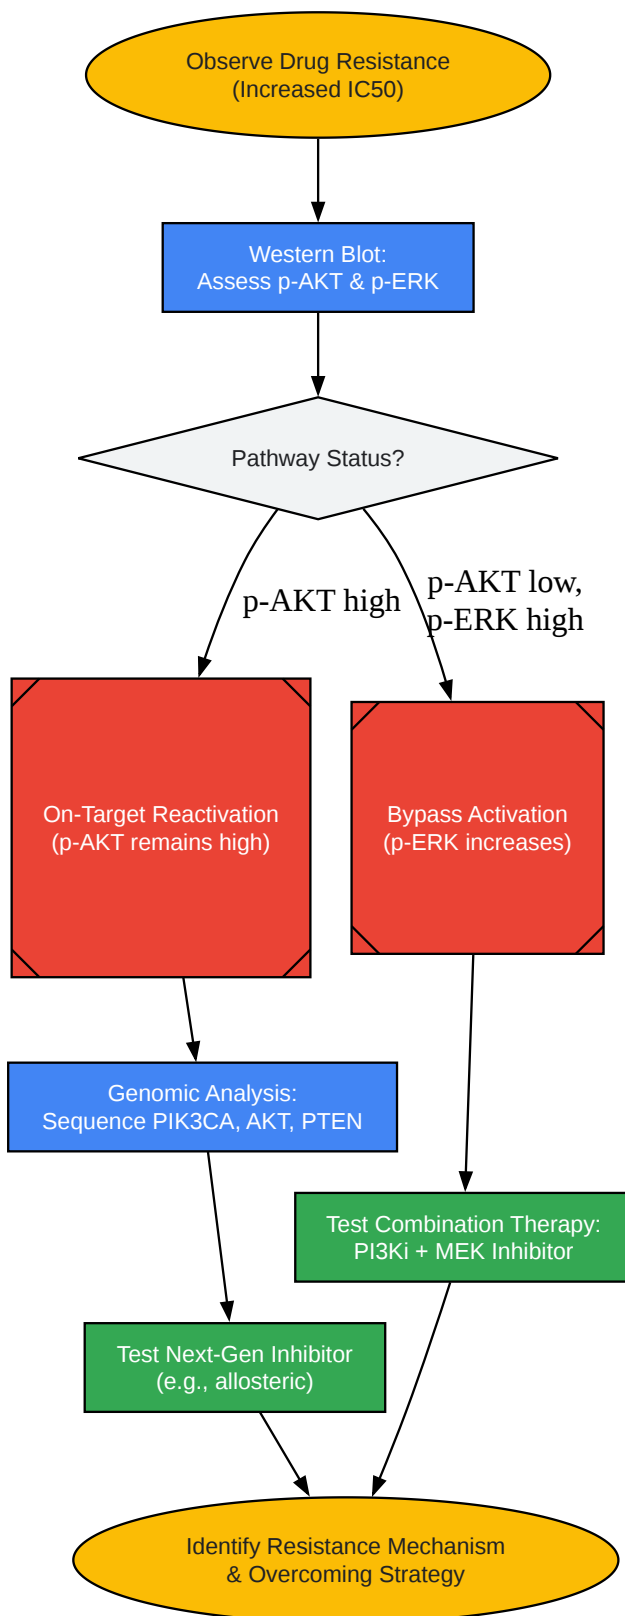 Observe Drug Resistance
(Increased IC50)
Western Blot:
Assess p-AKT & p-ERK
Pathway Status?
p-AKT high
p-AKT low,
p-ERK high
On-Target Reactivation
(p-AKT remains high)
Bypass Activation
(p-ERK increases)
Genomic Analysis:
Sequence PIK3CA, AKT, PTEN
Test Combination Therapy:
PI3Ki + MEK Inhibitor
Test Next-Gen Inhibitor
(e.g., allosteric)
Identify Resistance Mechanism
& Overcoming Strategy